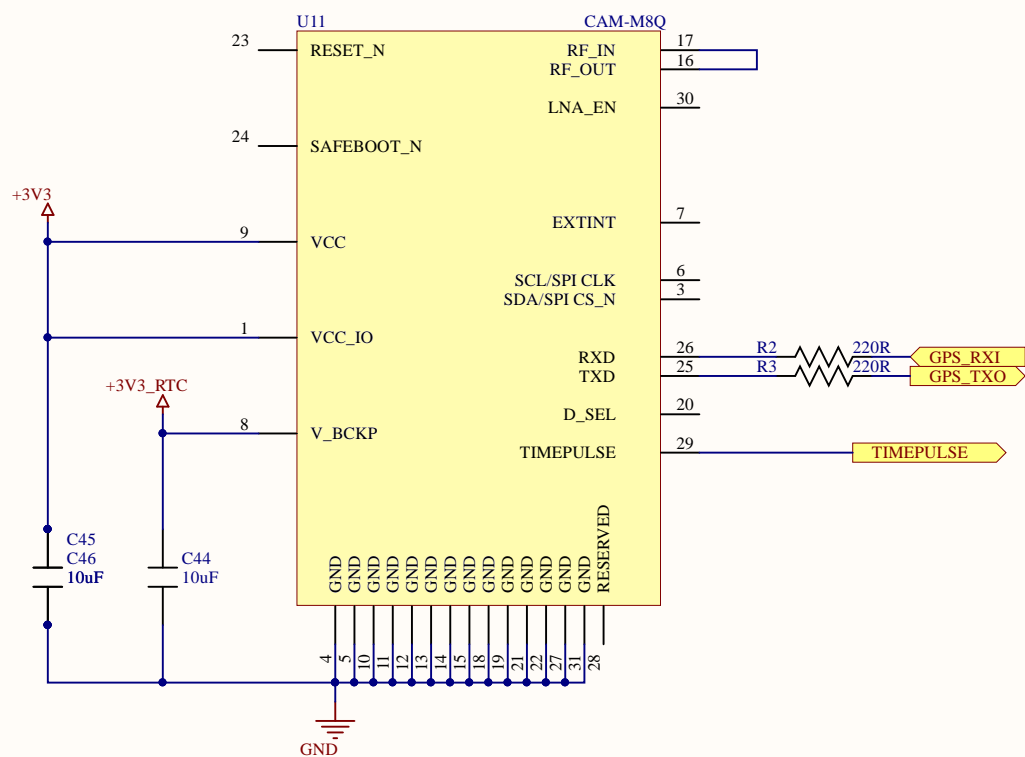 U11
CAM-M8Q
23
RESET_N
RF_IN
17
RF_OUT
16
LNA_EN
30
24
SAFEBOOT_N
+3V3
EXTINT
7
9
VCC
SCL/SPI CLK
6
SDA/SPI CS_N
3
1
VCC_IO
RXD
26
R2
220R
GPS_RXI
TXD
25
R3
220R
GPS_TXO
+3V3_RTC
D_SEL
20
8
V_BCKP
TIMEPULSE
29
TIMEPULSE
C45
C46
10uF
C44
10uF
GND
GND
GND
GND
GND
GND
GND
GND
GND
GND
GND
GND
GND
GND
RESERVED
4
5
10
11
12
13
14
15
18
19
21
22
27
31
28
GND